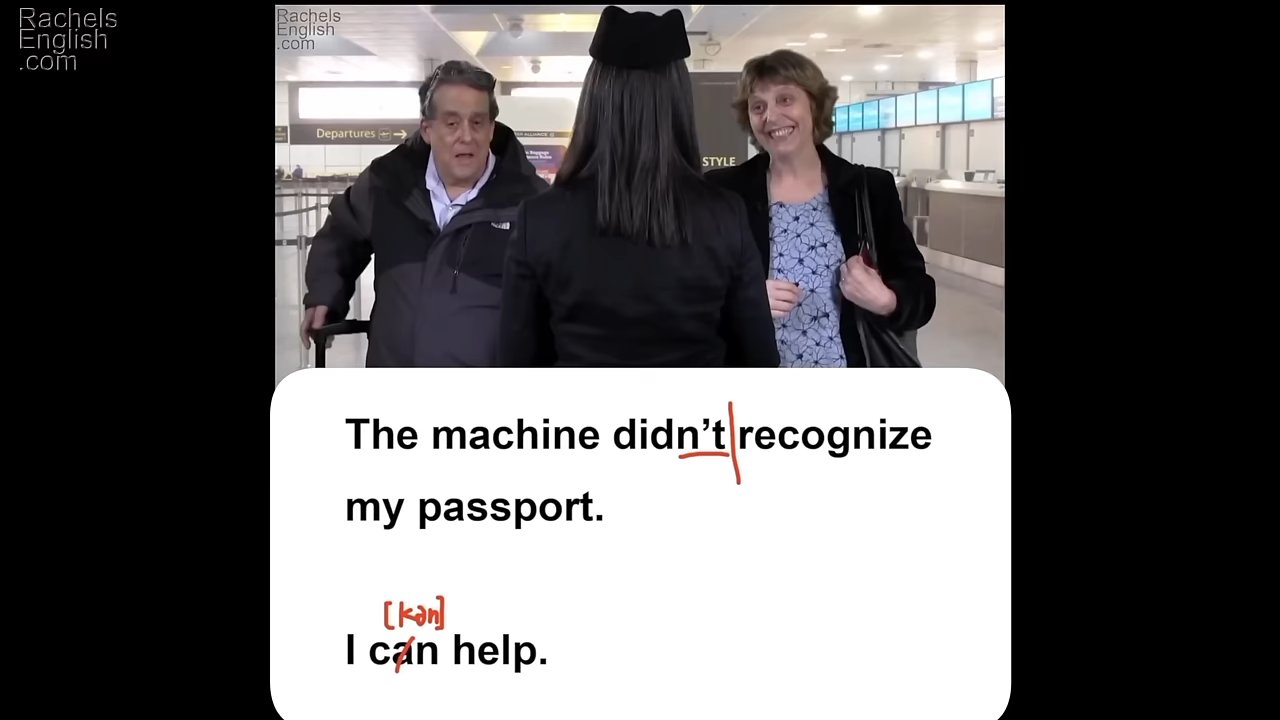 Rachels
English
.com
Rachels
English
.com
Departures
STYLE
The machine didn't recognize
my passport.
[kən]
I can help.